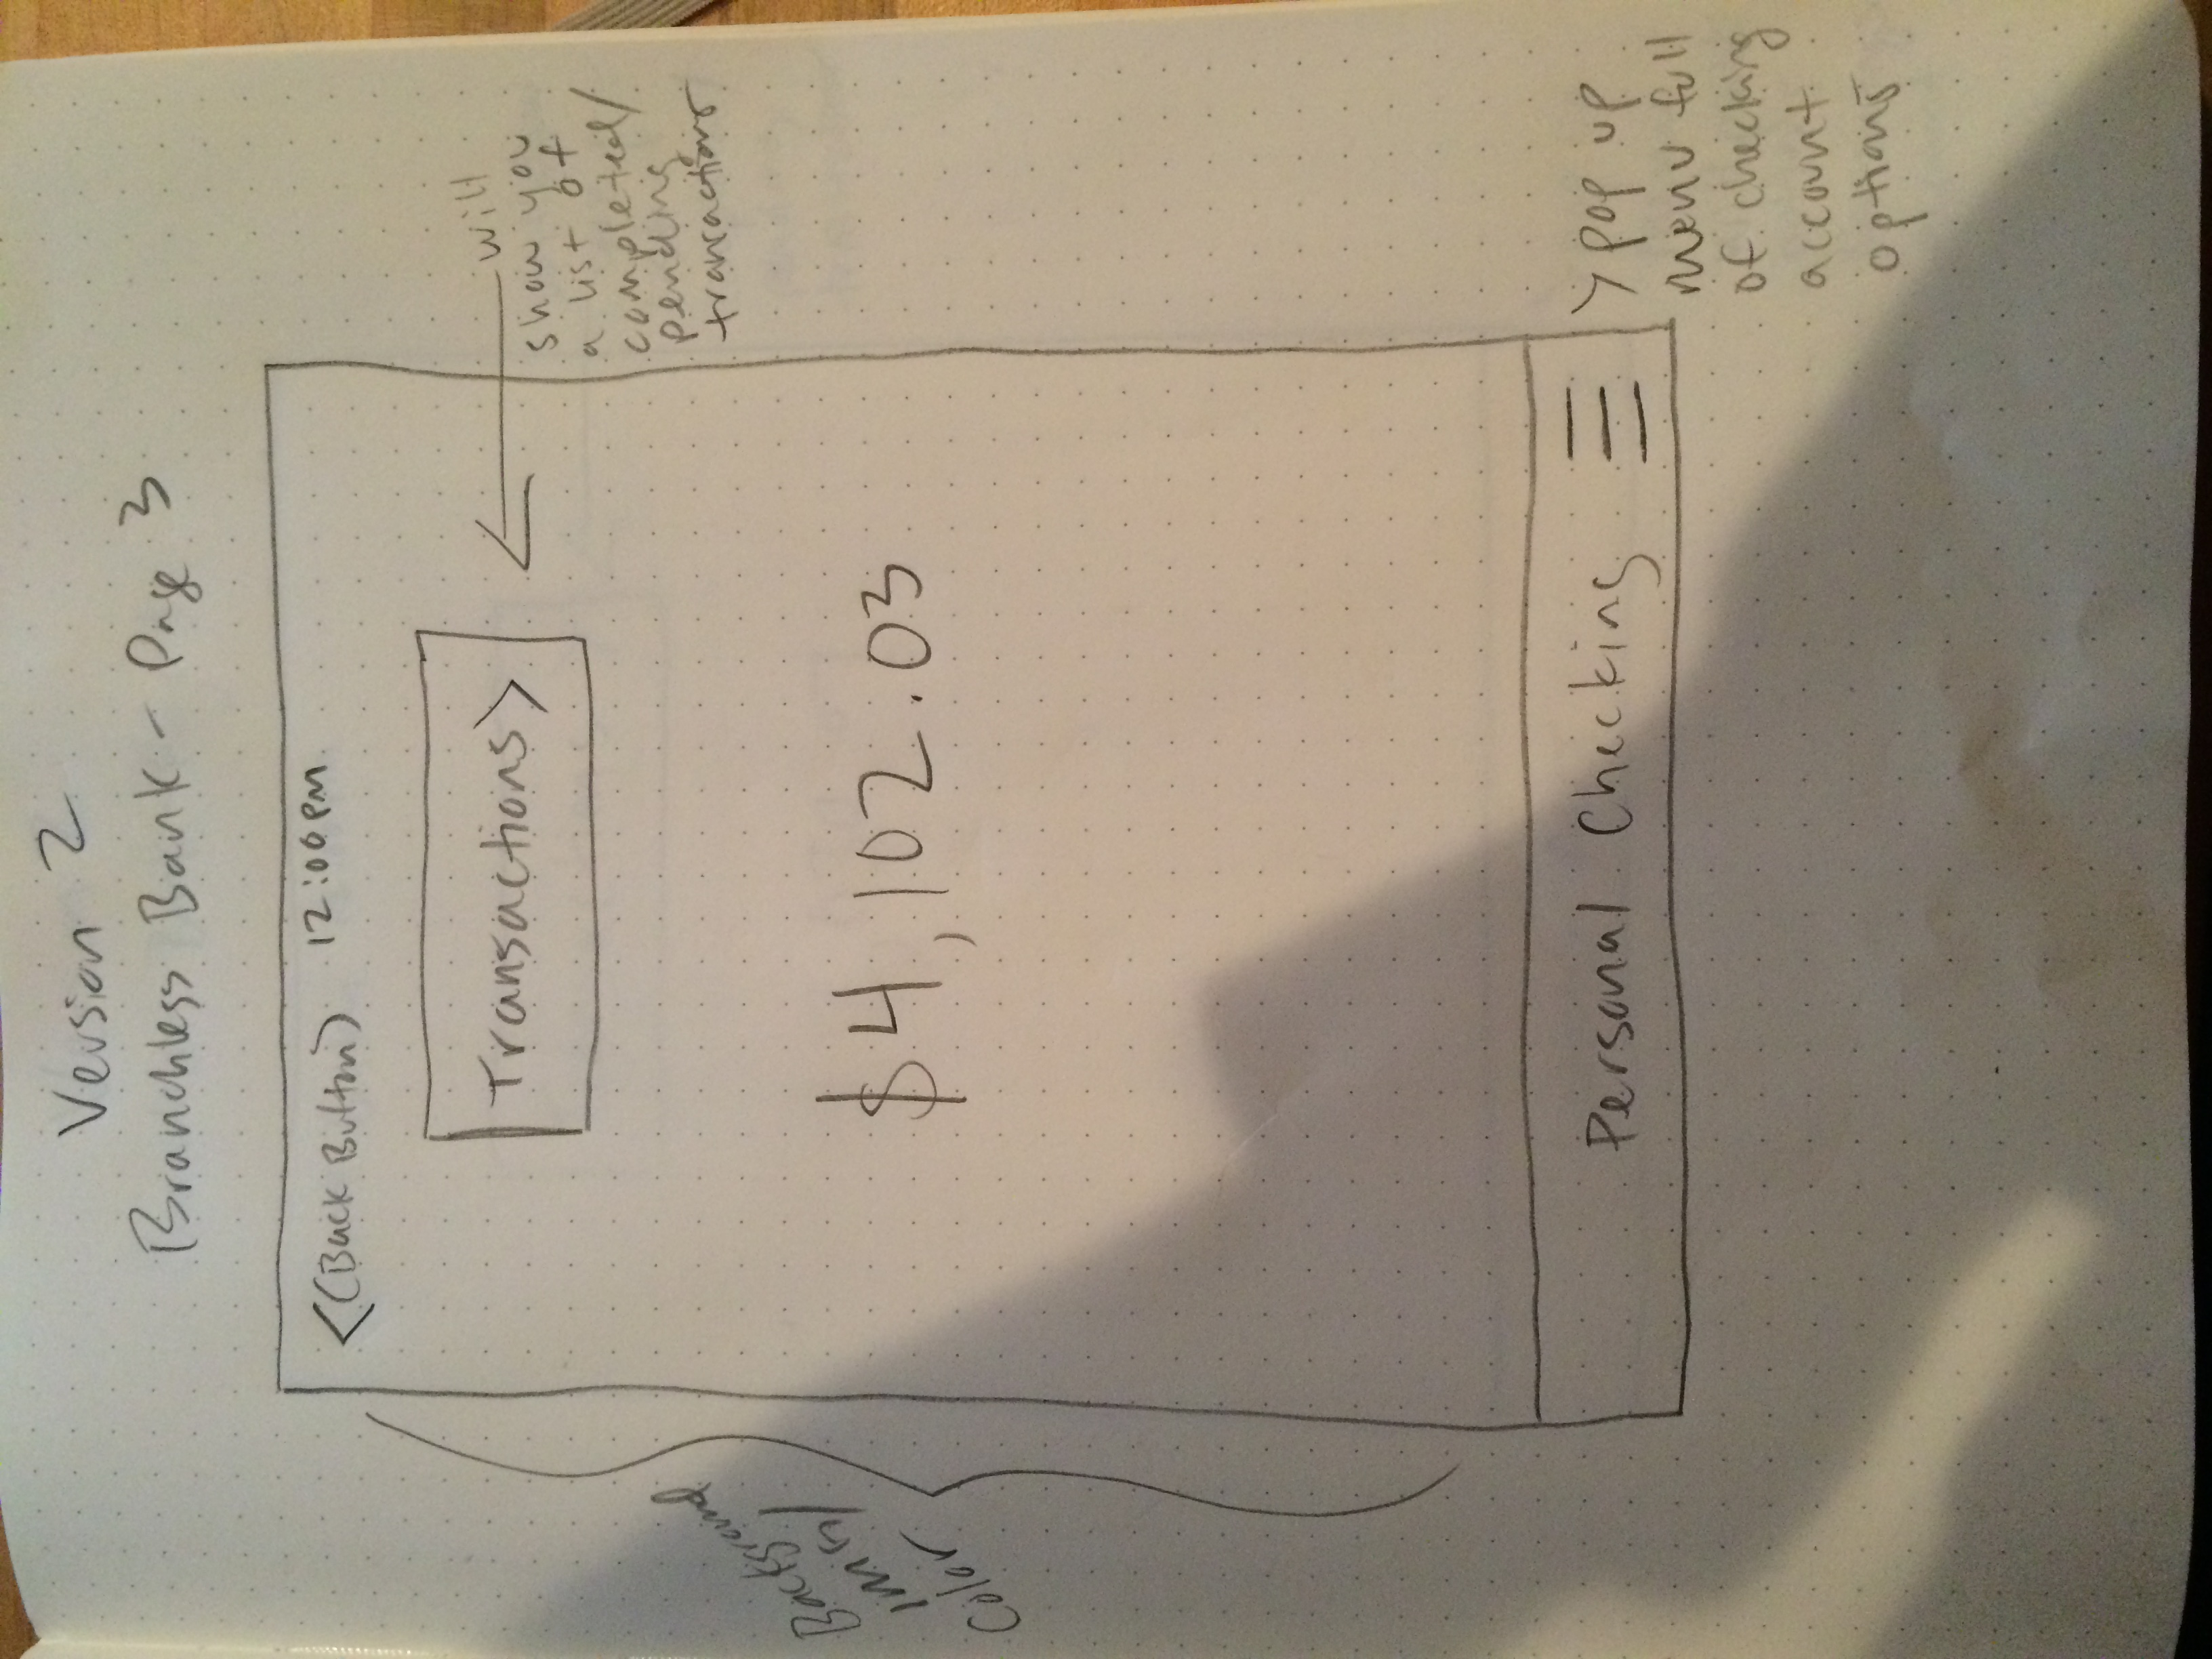 Version 2
Branchless Bank - Page 3
<(Back Button) 12:00PM
Transactions>
will
show you
a list of
completed/
pending
transactions
Background
Color
$4,102.03
Personal Checking
>pop up
menu full
of checking
account
options